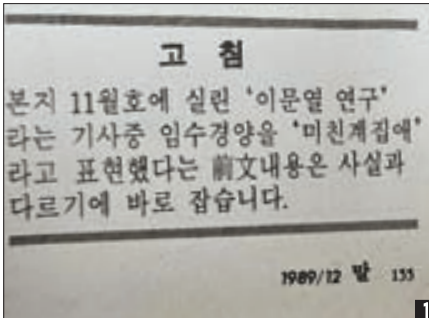 고 침
본지 11월호에 실린 '이문열 연구'
라는 기사중 임수경양을 '미친계집애'
라고 표현했다는 前文내용은 사실과
다르기에 바로 잡습니다.
1989/12 말 155
1